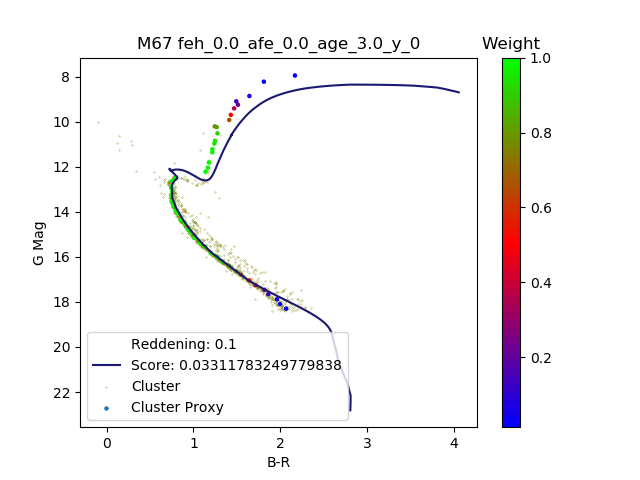 M67 feh_0.0_afe_0.0_age_3.0_y_0
Weight
8
10
12
14
16
18
20
22
G Mag
0
1
2
3
4
B-R
Reddening: 0.1
Score: 0.03311783249779838
Cluster
Cluster Proxy
1.0
0.8
0.6
0.4
0.2